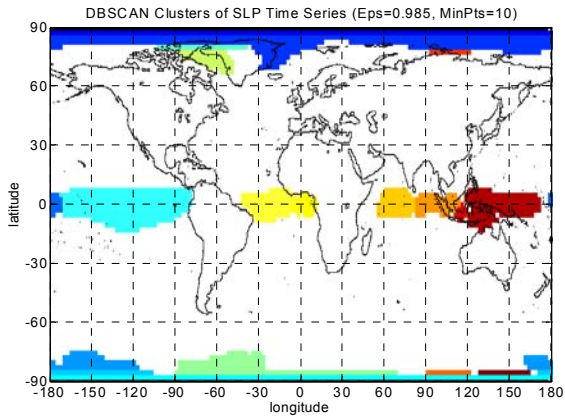 DBSCAN Clusters of SLP Time Series (Eps=0.985, MinPts=10)
90
60
30
0
-30
-60
-90
latitude
-180 -150 -120 -90 -60 -30 0 30 60 90 120 150 180
longitude